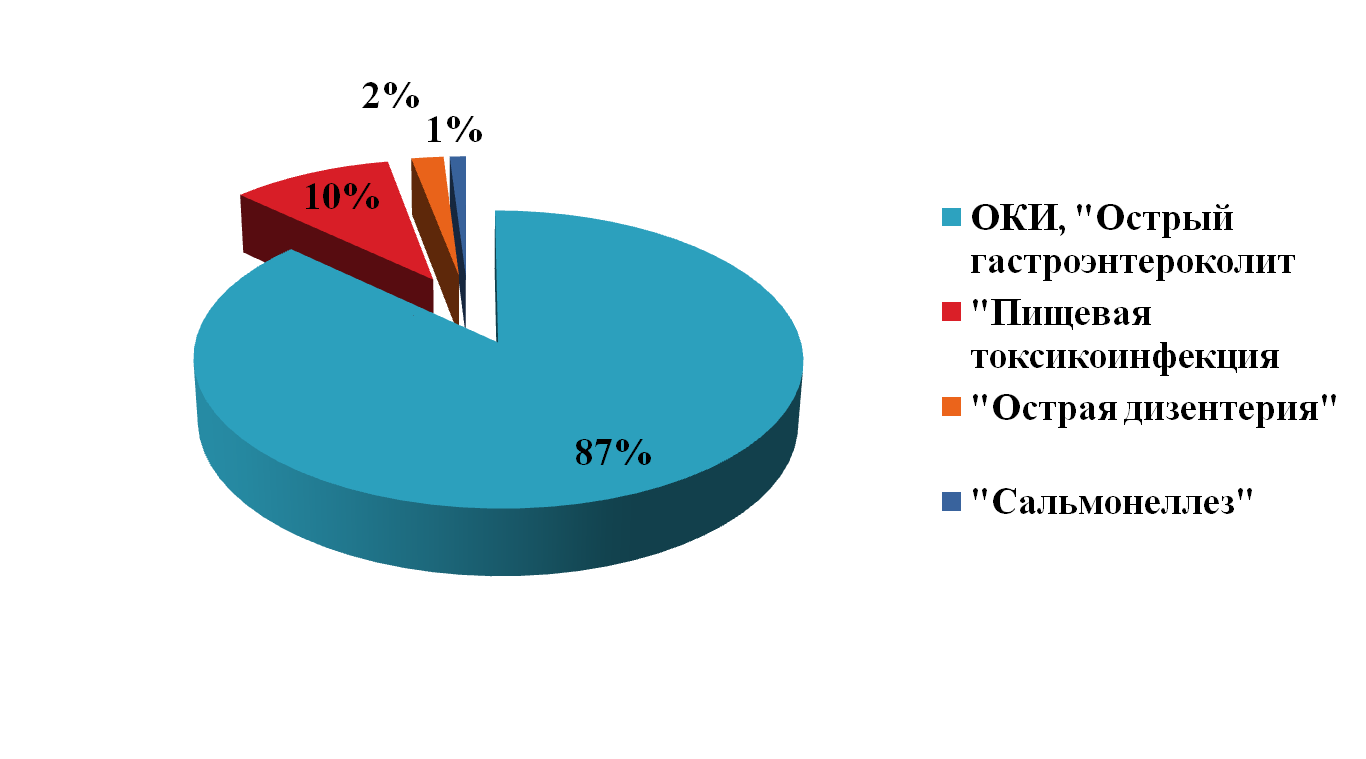 2%
1%
10%
87%
ОКИ, "Острый
гастроэнтероколит
"Пищевая
токсикоинфекция
"Острая дизентерия"
"Сальмонеллез"